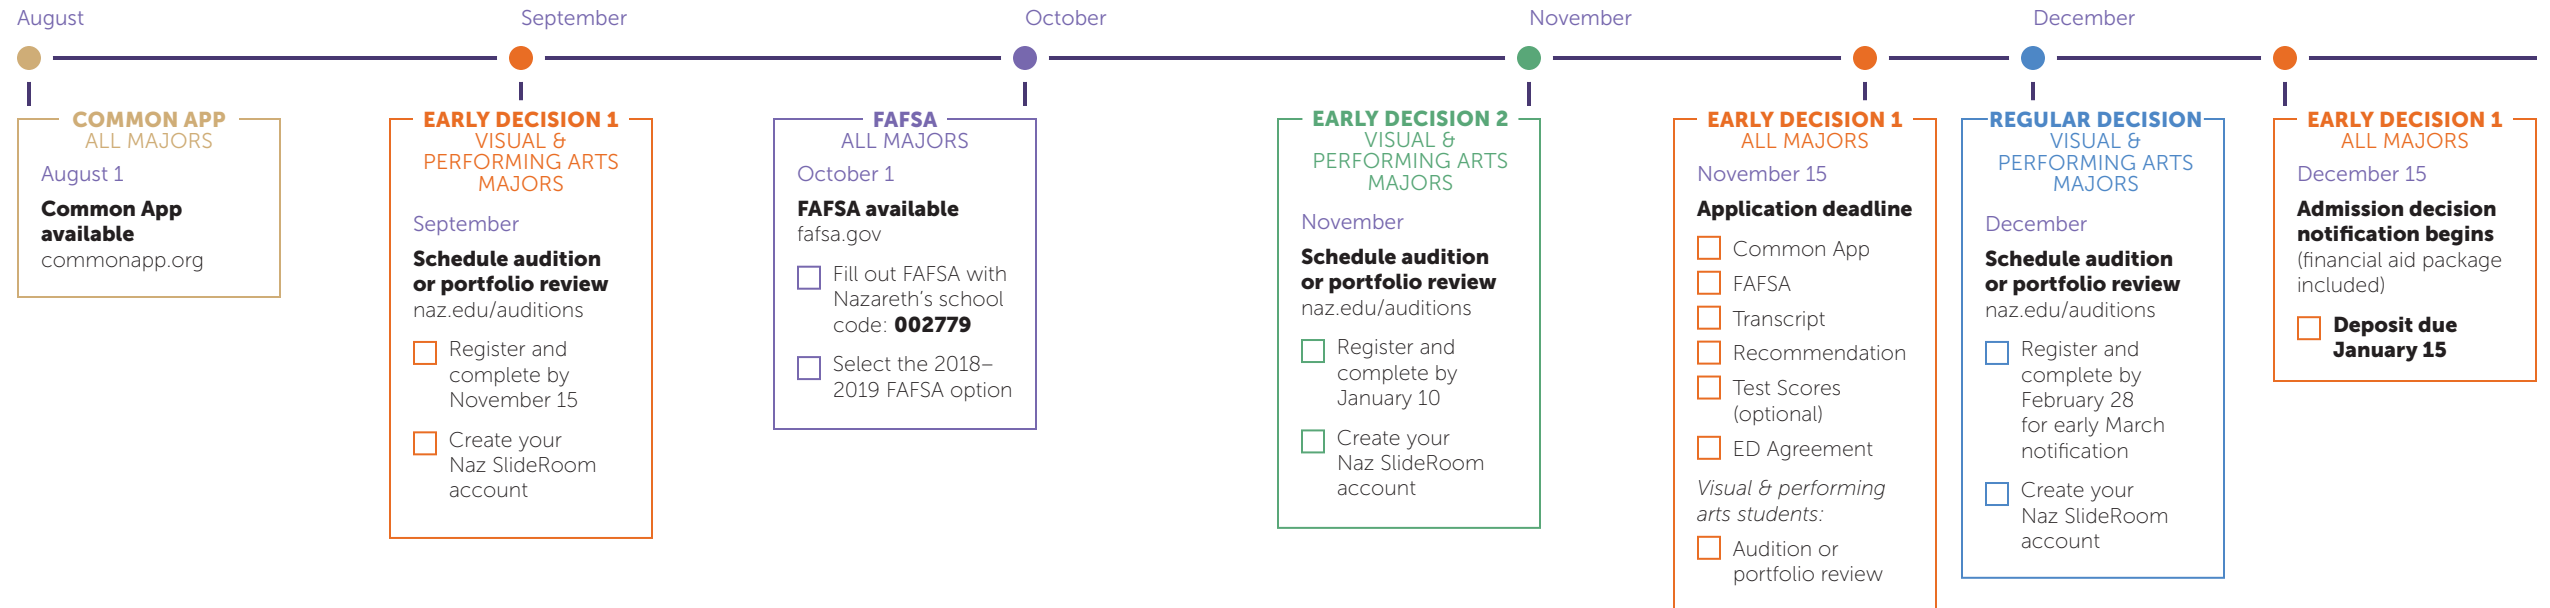 August
September
October
November
December
COMMON APP
ALL MAJORS
August 1
Common App
available
commonapp.org
EARLY DECISION 1
VISUAL &
PERFORMING ARTS
MAJORS
September
Schedule audition
or portfolio review
naz.edu/auditions
Register and
complete by
November 15
Create your
Naz SlideRoom
account
FAFSA
ALL MAJORS
October 1
FAFSA available
fafsa.gov
Fill out FAFSA with
Nazareth's school
code: 002779
Select the 2018–
2019 FAFSA option
EARLY DECISION 2
VISUAL &
PERFORMING ARTS
MAJORS
November
Schedule audition
or portfolio review
naz.edu/auditions
Register and
complete by
January 10
Create your
Naz SlideRoom
account
EARLY DECISION 1
ALL MAJORS
November 15
Application deadline
Common App
FAFSA
Transcript
Recommendation
Test Scores
(optional)
ED Agreement
Visual & performing
arts students:
Audition or
portfolio review
REGULAR DECISION
VISUAL &
PERFORMING ARTS
MAJORS
December
Schedule audition
or portfolio review
naz.edu/auditions
Register and
complete by
February 28
for early March
notification
Create your
Naz SlideRoom
account
EARLY DECISION 1
ALL MAJORS
December 15
Admission decision
notification begins
(financial aid package
included)
Deposit due
January 15